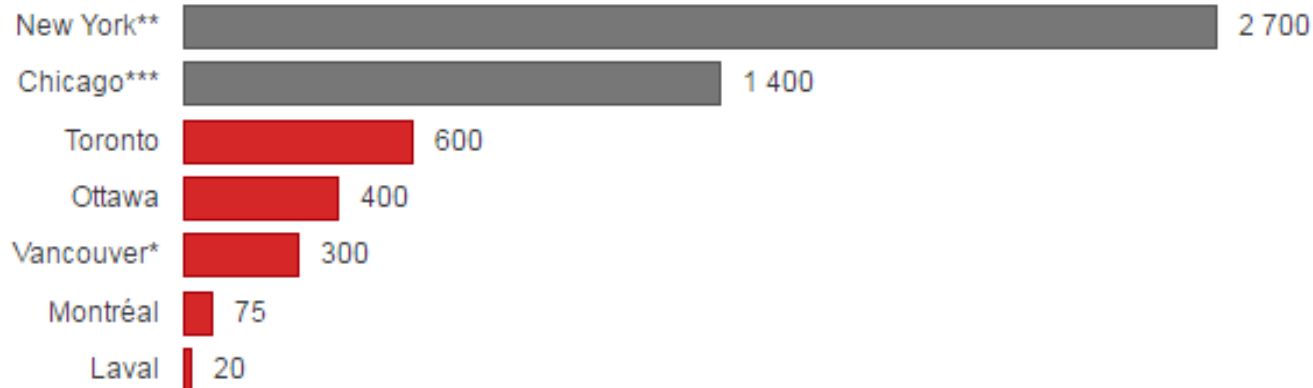 New York** 2 700
Chicago*** 1 400
Toronto 600
Ottawa 400
Vancouver* 300
Montréal 75
Laval 20